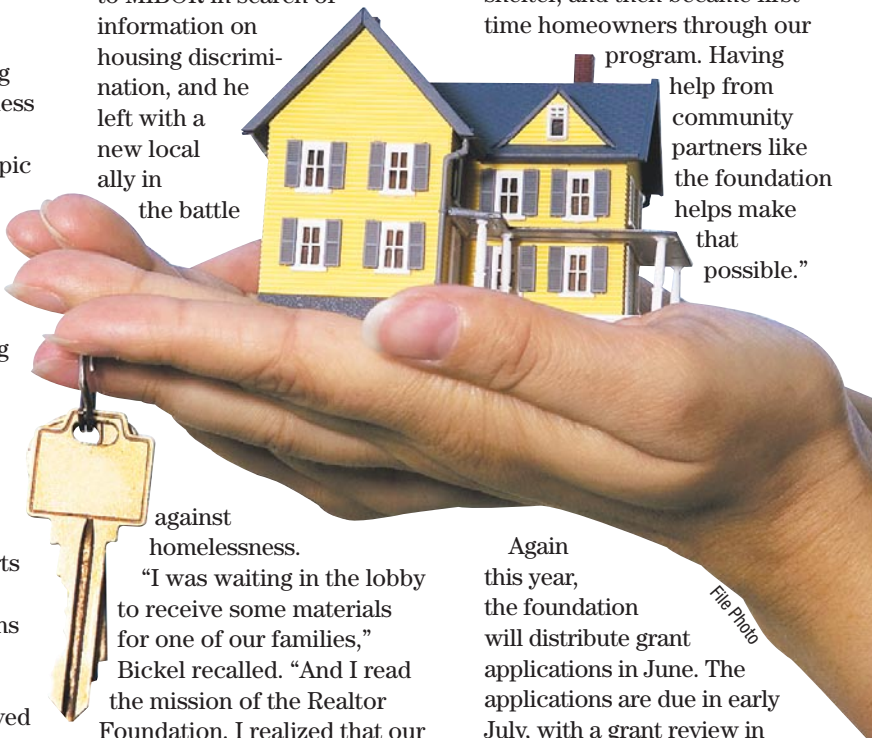 g
ess
pic
g
ts
ns
ved
to MIBOR in search of
information on
housing discrimi-
nation, and he
left with a
new local
ally in
the battle
against
homelessness.
“I was waiting in the lobby
to receive some materials
for one of our families,”
Bickel recalled. “And I read
the mission of the Realtor
Foundation. I realized that our
shelter, and then became first-
time homeowners through our
program. Having
help from
community
partners like
the foundation
helps make
that
possible.”
Again
this year,
the foundation
will distribute grant
applications in June. The
applications are due in early
July, with a grant review in
File Photo